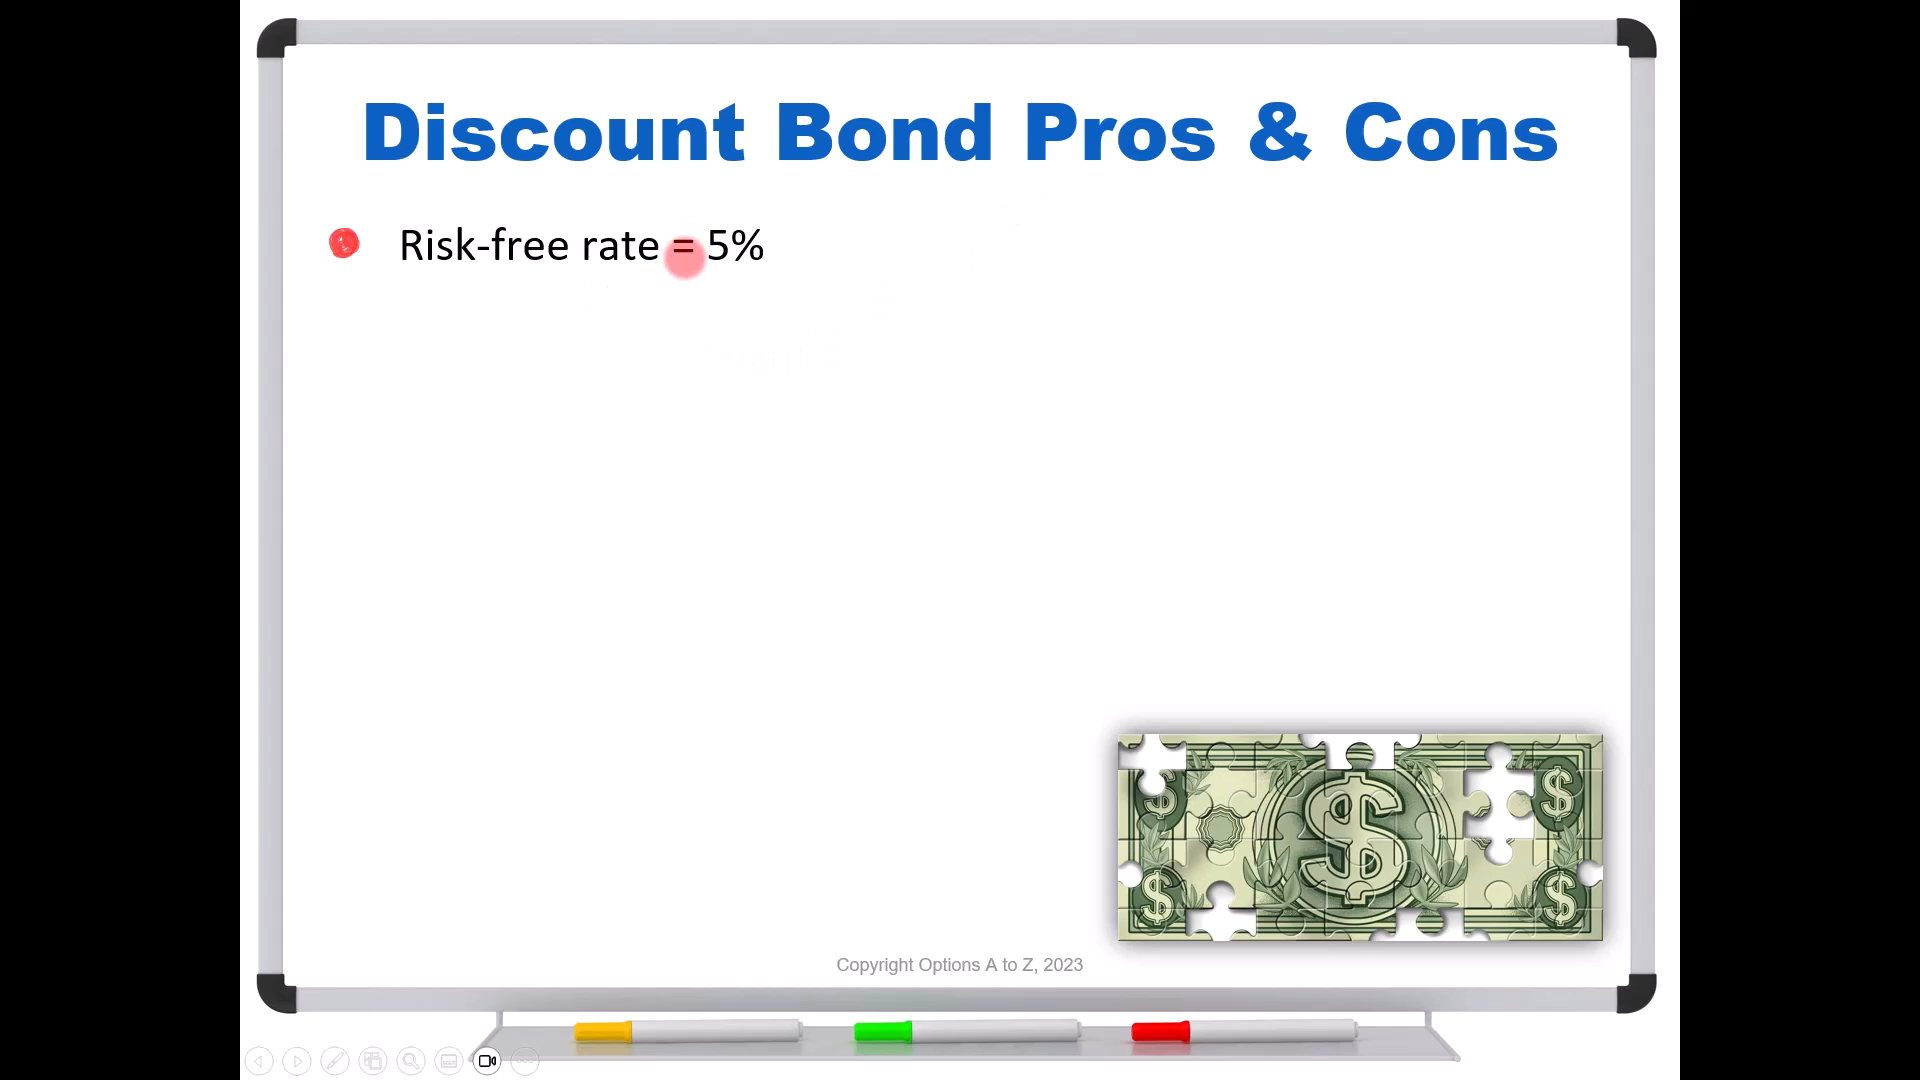 Discount Bond Pros & Cons
Risk-free rate = 5%
$
$
$
$
$
Copyright Options A to Z, 2023